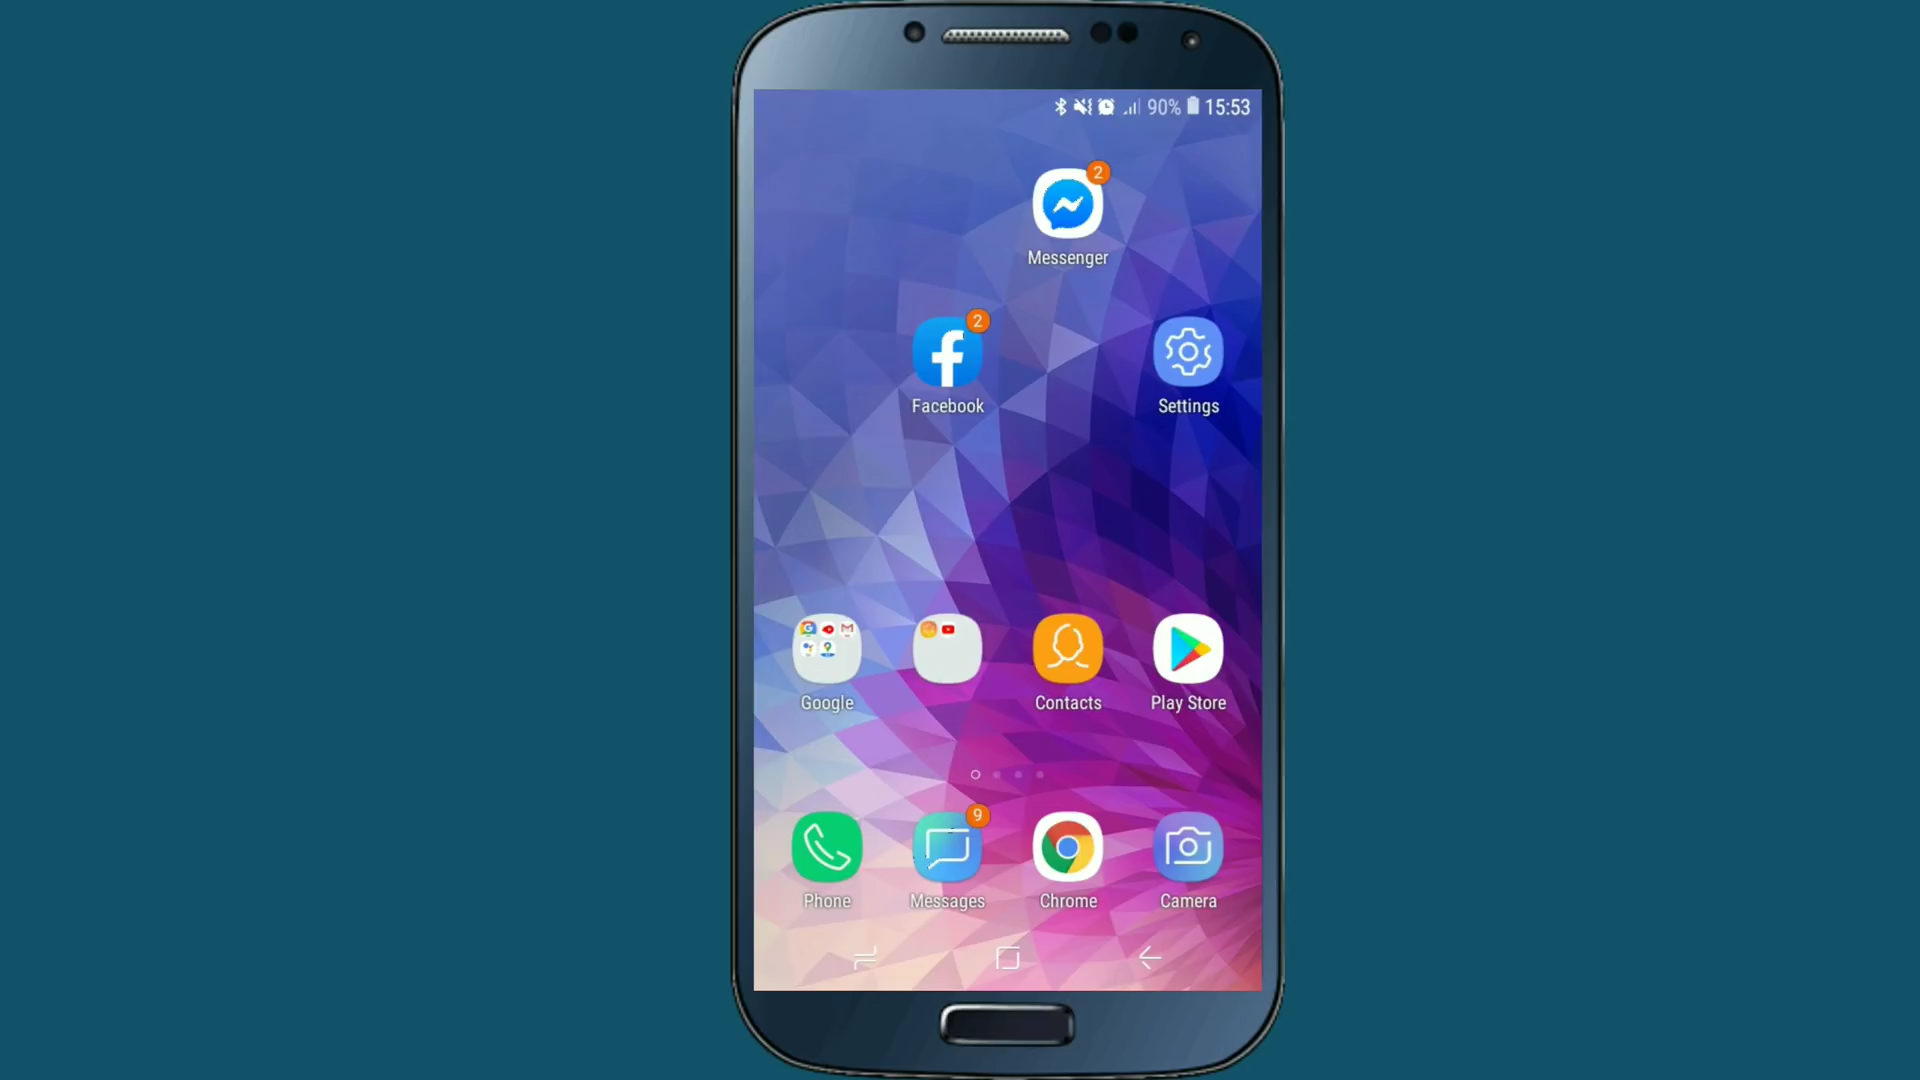 90% 15:53
2
Messenger
2
Facebook
Settings
Google
Contacts
Play Store
9
Phone
Messages
Chrome
Camera